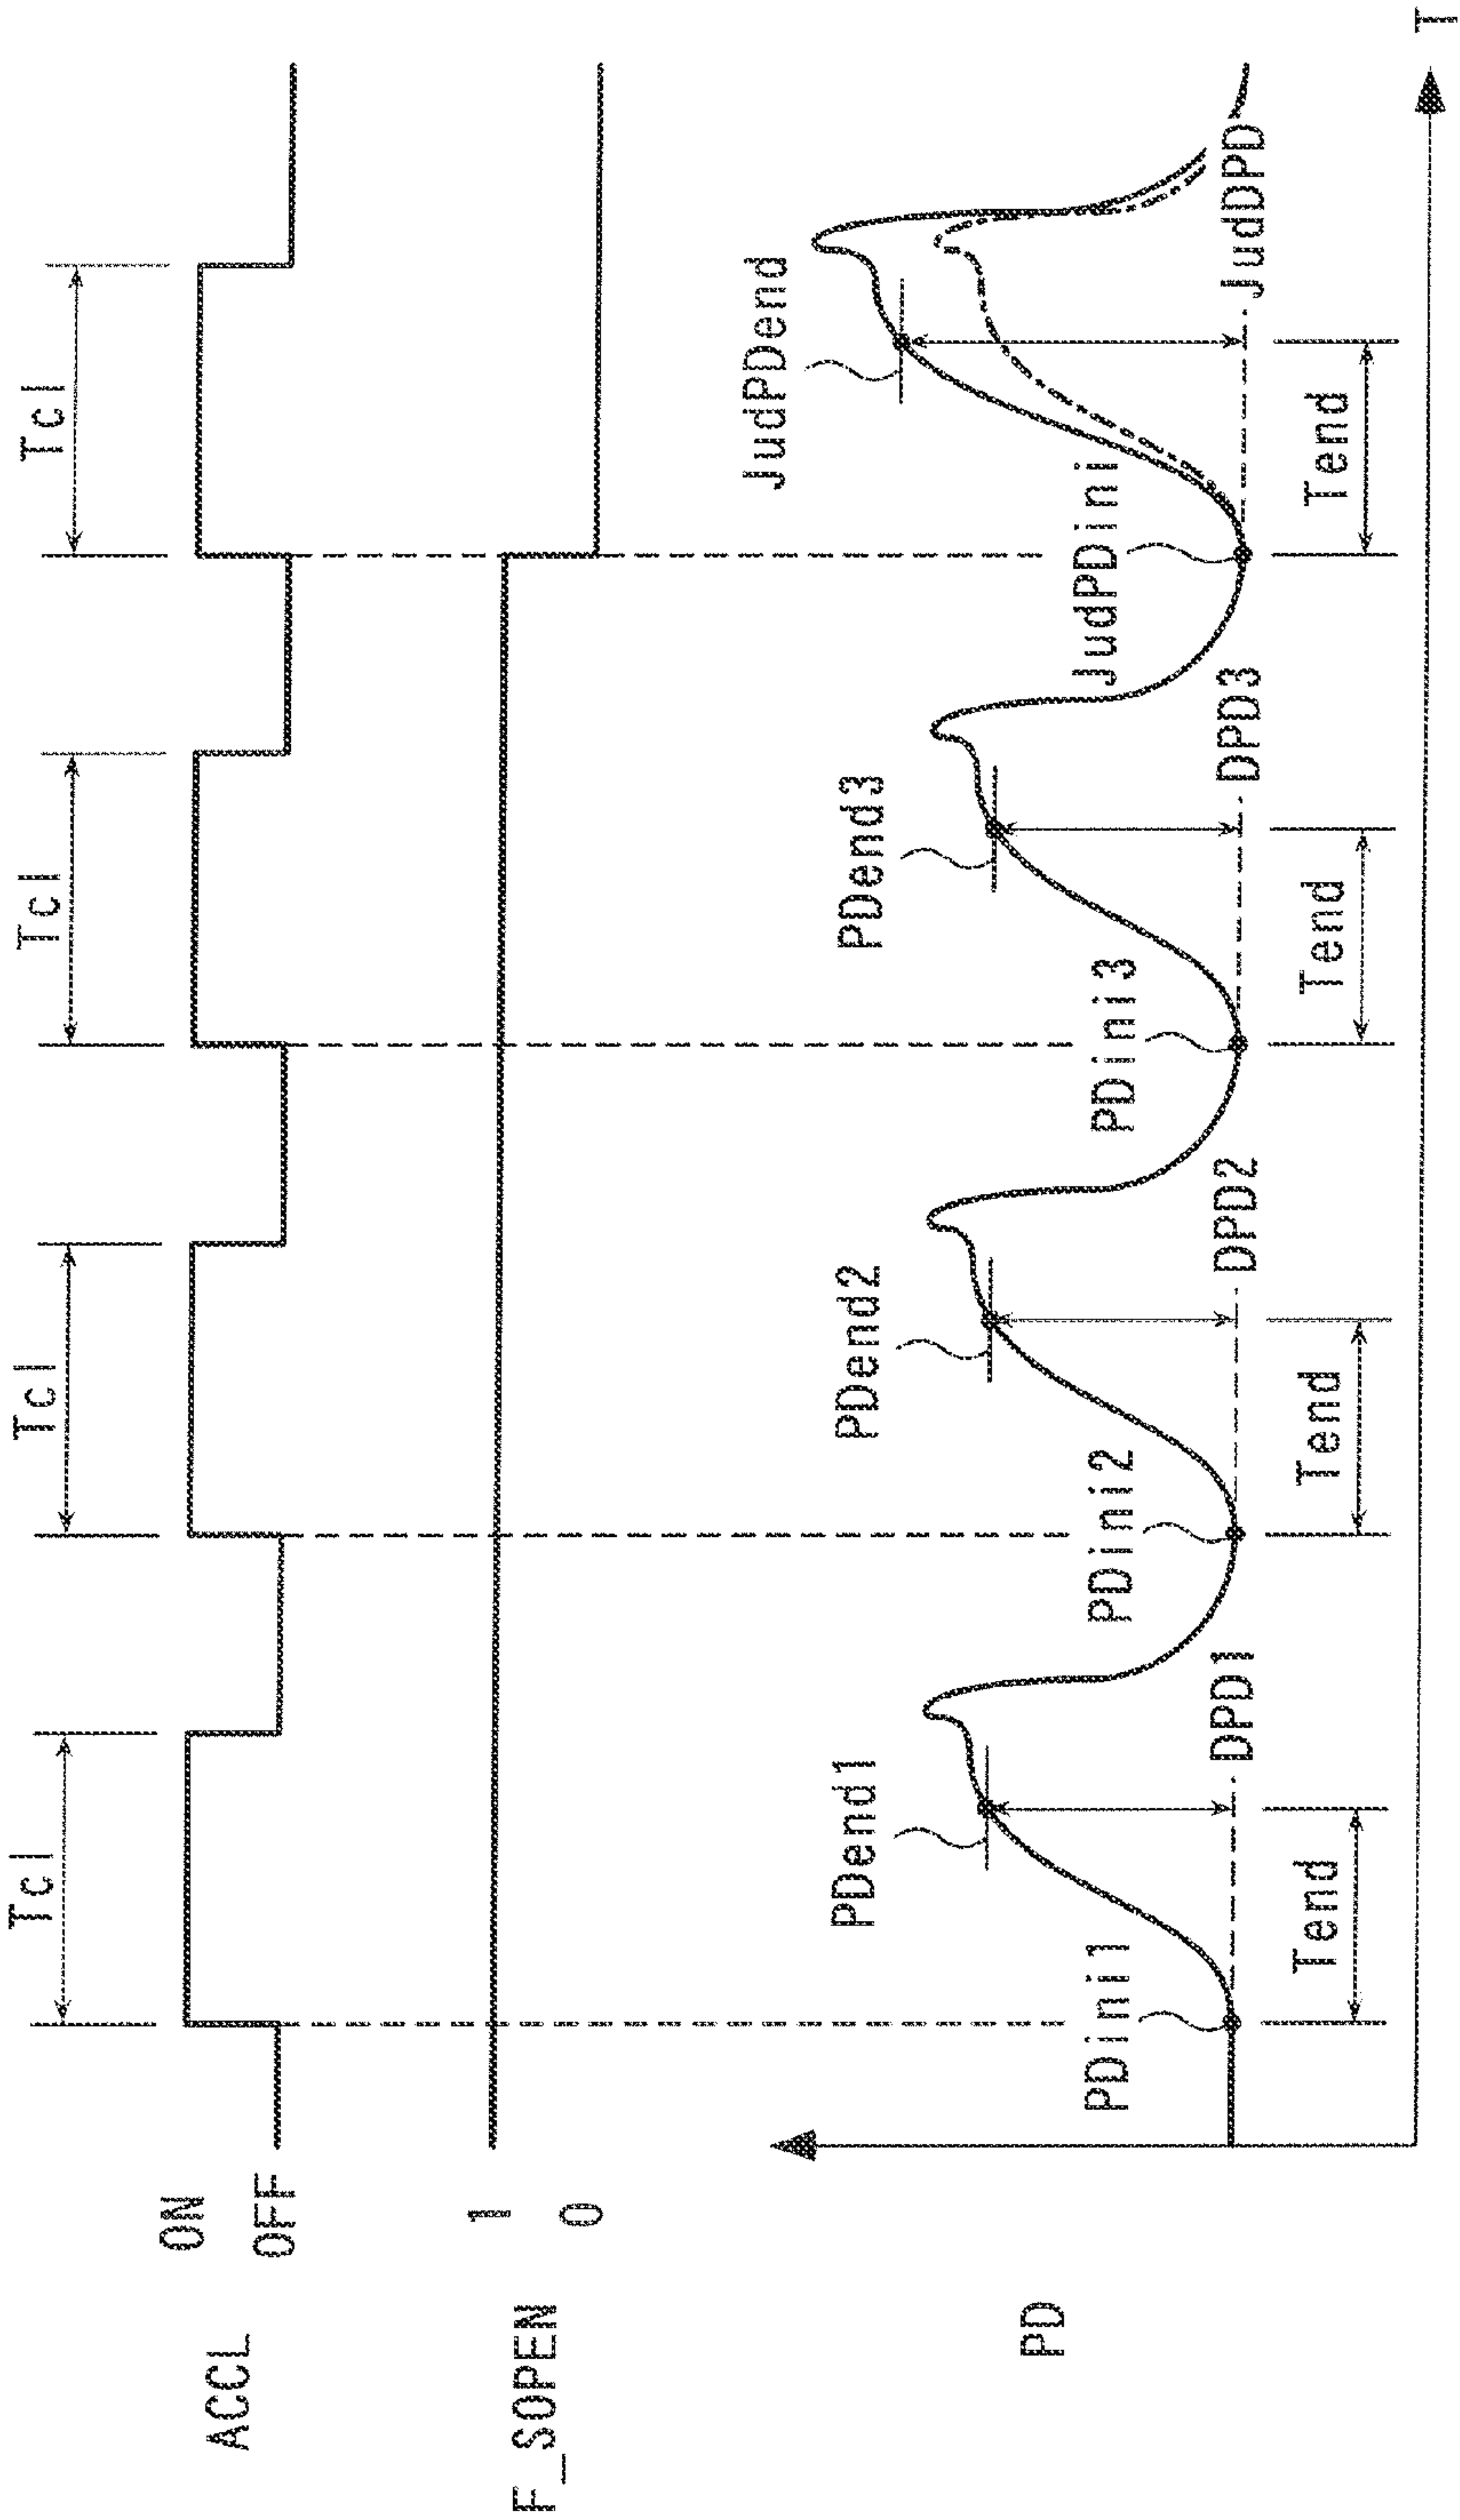 Tcl Tcl Tcl Tcl
ON
ACCL
OFF
1
F_SOPEN
0
JudPDend
PDend1 PDend2 PDend3
PD
PDini1 PDini2 PDini3 JudPDini
DPD1 DPD2 DPD3 JudDPD
Tend Tend Tend Tend
T